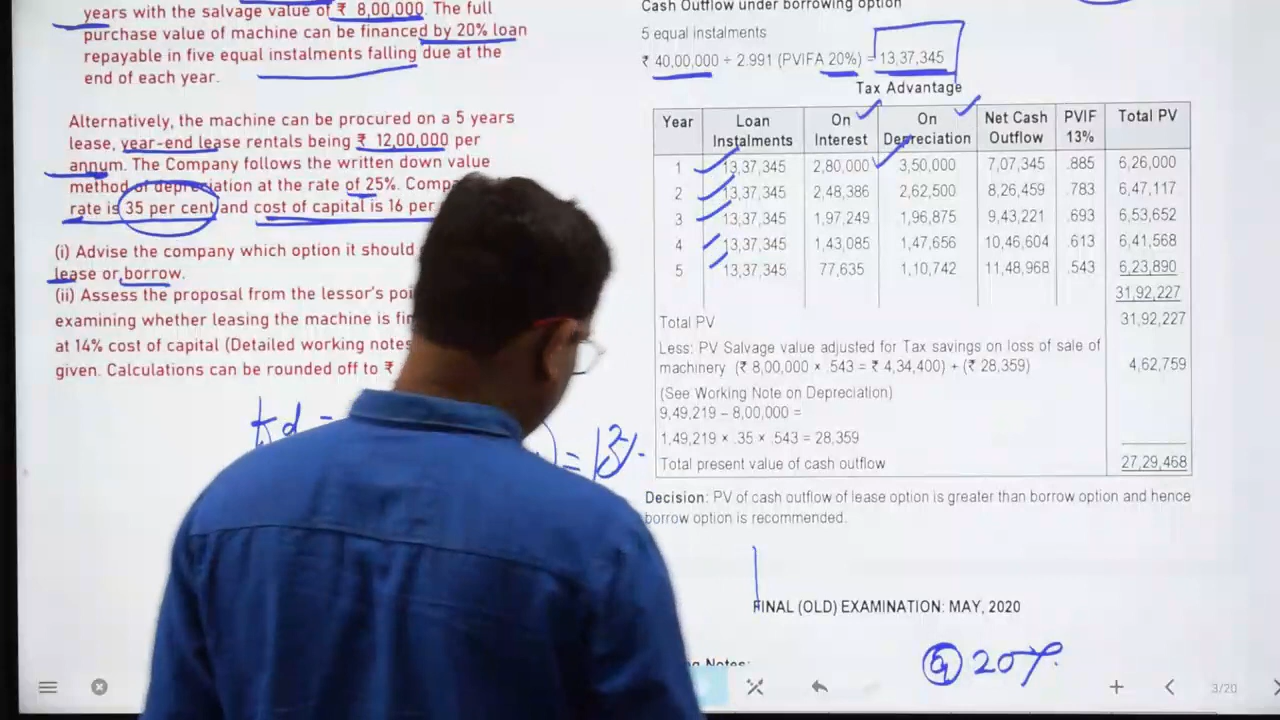 years with the salvage value of ₹ 8,00,000. The full
purchase value of machine can be financed by 20% loan
repayable in five equal instalments falling due at the
end of each year.
Alternatively, the machine can be procured on a 5 years
lease, year-end lease rentals being ₹ 12,00,000 per
annum. The Company follows the written down value
method of depreciation at the rate of 25%.
rate is 35 per cent and cost of capital is 16 per
(i) Advise the company which option it should
lease or borrow.
(ii) Assess the proposal from the lessor's
examining whether leasing the machine is
at 14% cost of capital (Detailed working notes
given. Calculations can be rounded off to ₹
Kd =
= 13%.
Cash Outflow under borrowing option
5 equal instalments
₹ 40,00,000 ÷ 2.991 (PVIFA 20%) = 13,37,345
Tax Advantage
Year Loan Instalments On Interest On Depreciation Net Cash Outflow PVIF 13% Total PV
1 13,37,345 2,80,000 3,50,000 7,07,345 .885 6,26,000
2 13,37,345 2,48,386 2,62,500 8,26,459 .783 6,47,117
3 13,37,345 1,97,249 1,96,875 9,43,221 .693 6,53,652
4 13,37,345 1,43,085 1,47,656 10,46,604 .613 6,41,568
5 13,37,345 77,635 1,10,742 11,48,968 .543 6,23,890
31,92,227
Total PV 31,92,227
Less: PV Salvage value adjusted for Tax savings on loss of sale of
machinery (₹ 8,00,000 × .543 = ₹ 4,34,400) + (₹ 28,359) 4,62,759
(See Working Note on Depreciation)
9,49,219 – 8,00,000 =
1,49,219 × .35 × .543 = 28,359
Total present value of cash outflow 27,29,468
Decision: PV of cash outflow of lease option is greater than borrow option and hence
borrow option is recommended.
FINAL (OLD) EXAMINATION: MAY, 2020
Notes:
20%.
3/20